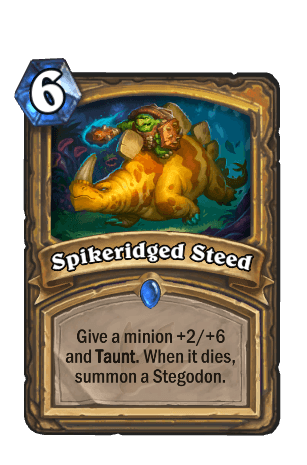 6
Spikeridged Steed
Give a minion +2/+6
and Taunt. When it dies,
summon a Stegodon.